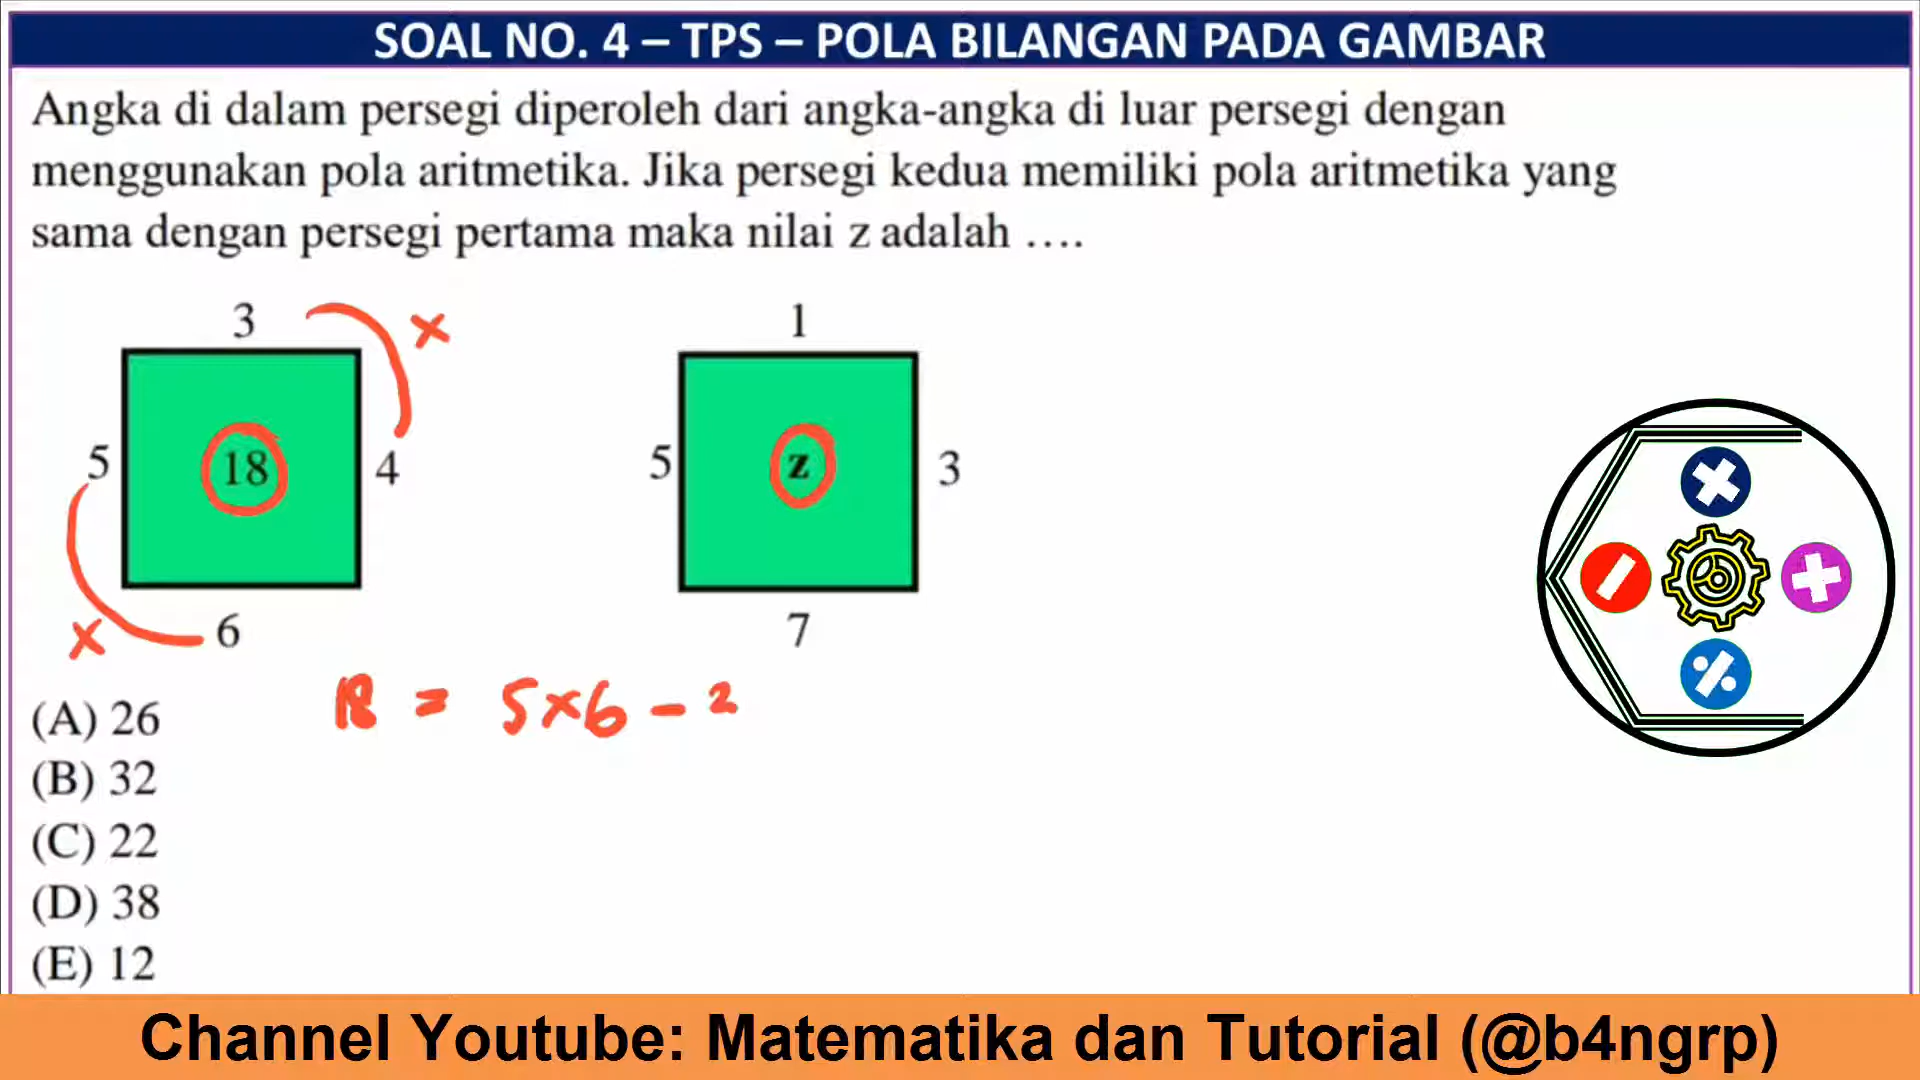 SOAL NO. 4 – TPS – POLA BILANGAN PADA GAMBAR
Angka di dalam persegi diperoleh dari angka-angka di luar persegi dengan
menggunakan pola aritmetika. Jika persegi kedua memiliki pola aritmetika yang
sama dengan persegi pertama maka nilai z adalah ....
3
×
5
18
4
×
6
1
5
z
3
7
18 = 5×6 – 2
(A) 26
(B) 32
(C) 22
(D) 38
(E) 12
Channel Youtube: Matematika dan Tutorial (@b4ngrp)